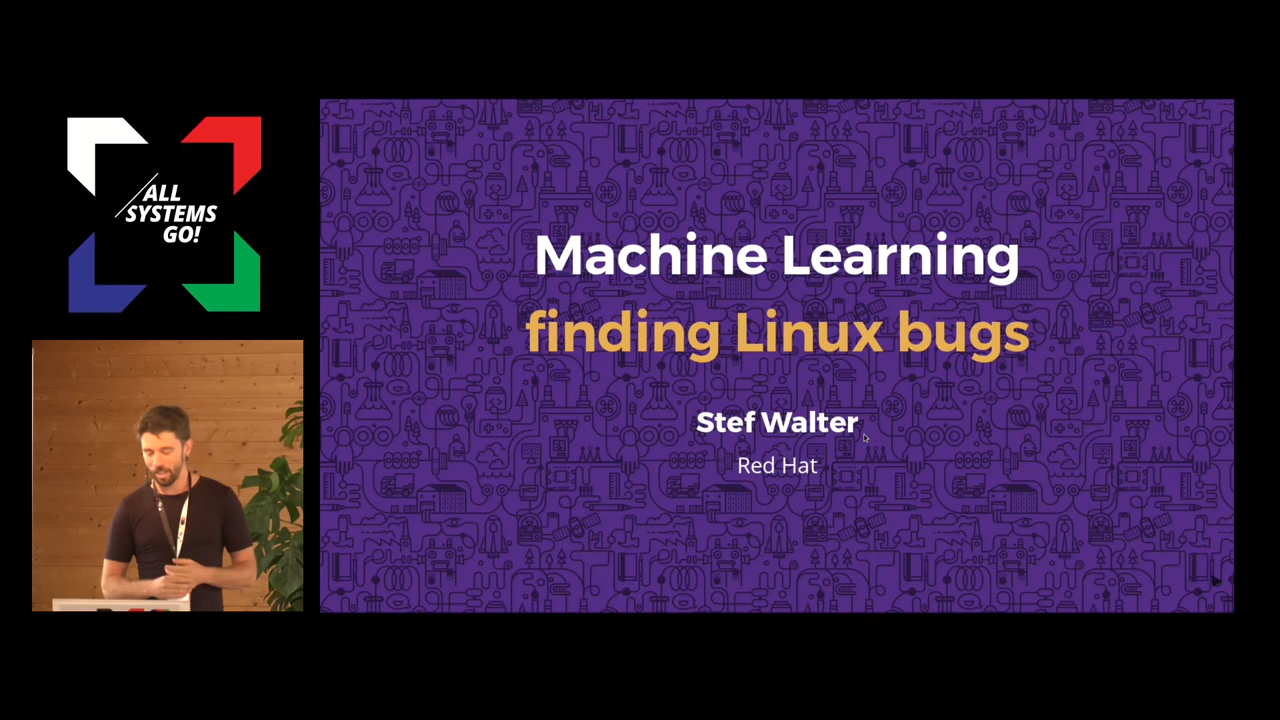 ALL
SYSTEMS
GO!
Machine Learning
finding Linux bugs
Stef Walter
Red Hat